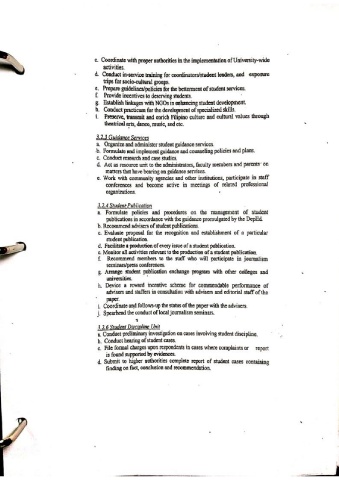 c. Coordinate with proper authorities in the implementation of University-wide
activities.
d. Conduct in-service training for coordinators/student leaders, and exposure
trips for socio-cultural groups.
e. Prepare guidelines/policies for the betterment of student services.
f. Provide incentives to deserving students.
g. Establish linkages with NGOs in enhancing student development.
h. Conduct practicum for the development of specialized skills.
i. Preserve, transmit and enrich Filipino culture and cultural values through
theatrical arts, dance, music, and etc.
3.2.3 Guidance Services
a. Organize and administer student guidance services.
b. Formulate and implement guidance and counselling policies and plans.
c. Conduct research and case studies.
d. Act as resource unit to the administrators, faculty members and parents on
matters that have bearing on guidance services.
e. Work with community agencies and other institutions, participate in staff
conferences and become active in meetings of related professional
organizations.
3.2.4 Student Publication
a. Formulate policies and procedures on the management of student
publications in accordance with the guidance promulgated by the DepEd.
b. Recommend advisers of student publications.
c. Evaluate proposal for the recognition and establishment of a particular
student publication.
d. Facilitate a production of every issue of a student publication.
e. Monitor all activities relevant to the production of a student publication.
f. Recommend members to the staff who will participate in journalism
seminars/press conferences.
g. Arrange student publication exchange program with other colleges and
universities.
h. Device a reward incentive scheme for commendable performance of
advisers and staffers in consultation with advisers and editorial staff of the
paper.
i. Coordinate and follows-up the status of the paper with the advisers.
j. Spearhead the conduct of local journalism seminars.
3.2.6 Student Discipline Unit
a. Conduct preliminary investigation on cases involving student discipline.
b. Conduct hearing of student cases.
c. File formal charges upon respondents in cases where complaints or report
is found supported by evidences.
d. Submit to higher authorities complete report of student cases containing
finding on fact, conclusion and recommendation.